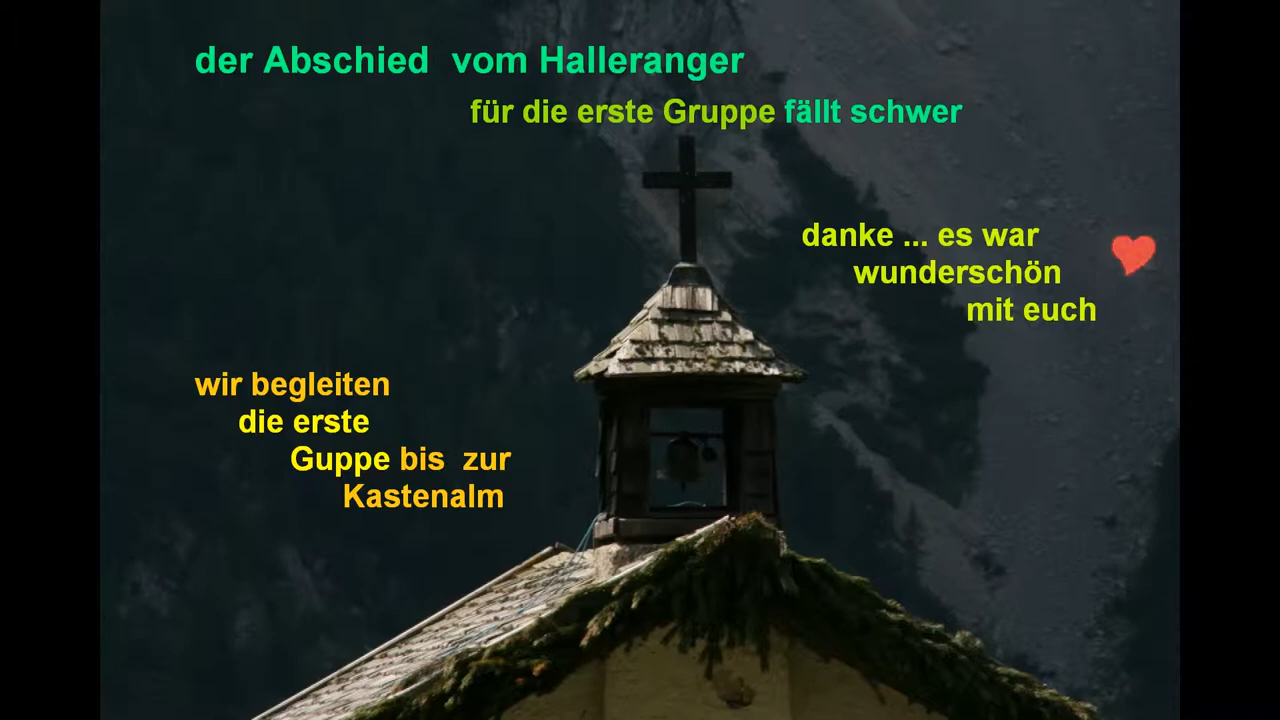 der Abschied vom Halleranger
für die erste Gruppe fällt schwer
danke ... es war
wunderschön
mit euch
wir begleiten
die erste
Guppe bis zur
Kastenalm